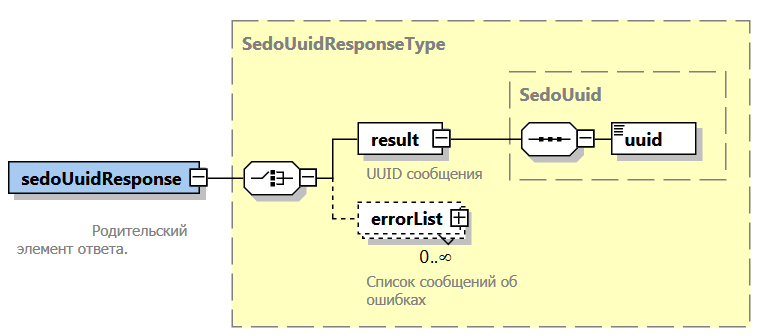 SedoUuidResponseType
SedoUuid
result
uuid
UUID сообщения
sedoUuidResponse
Родительский
элемент ответа.
errorList
0..∞
Список сообщений об
ошибках